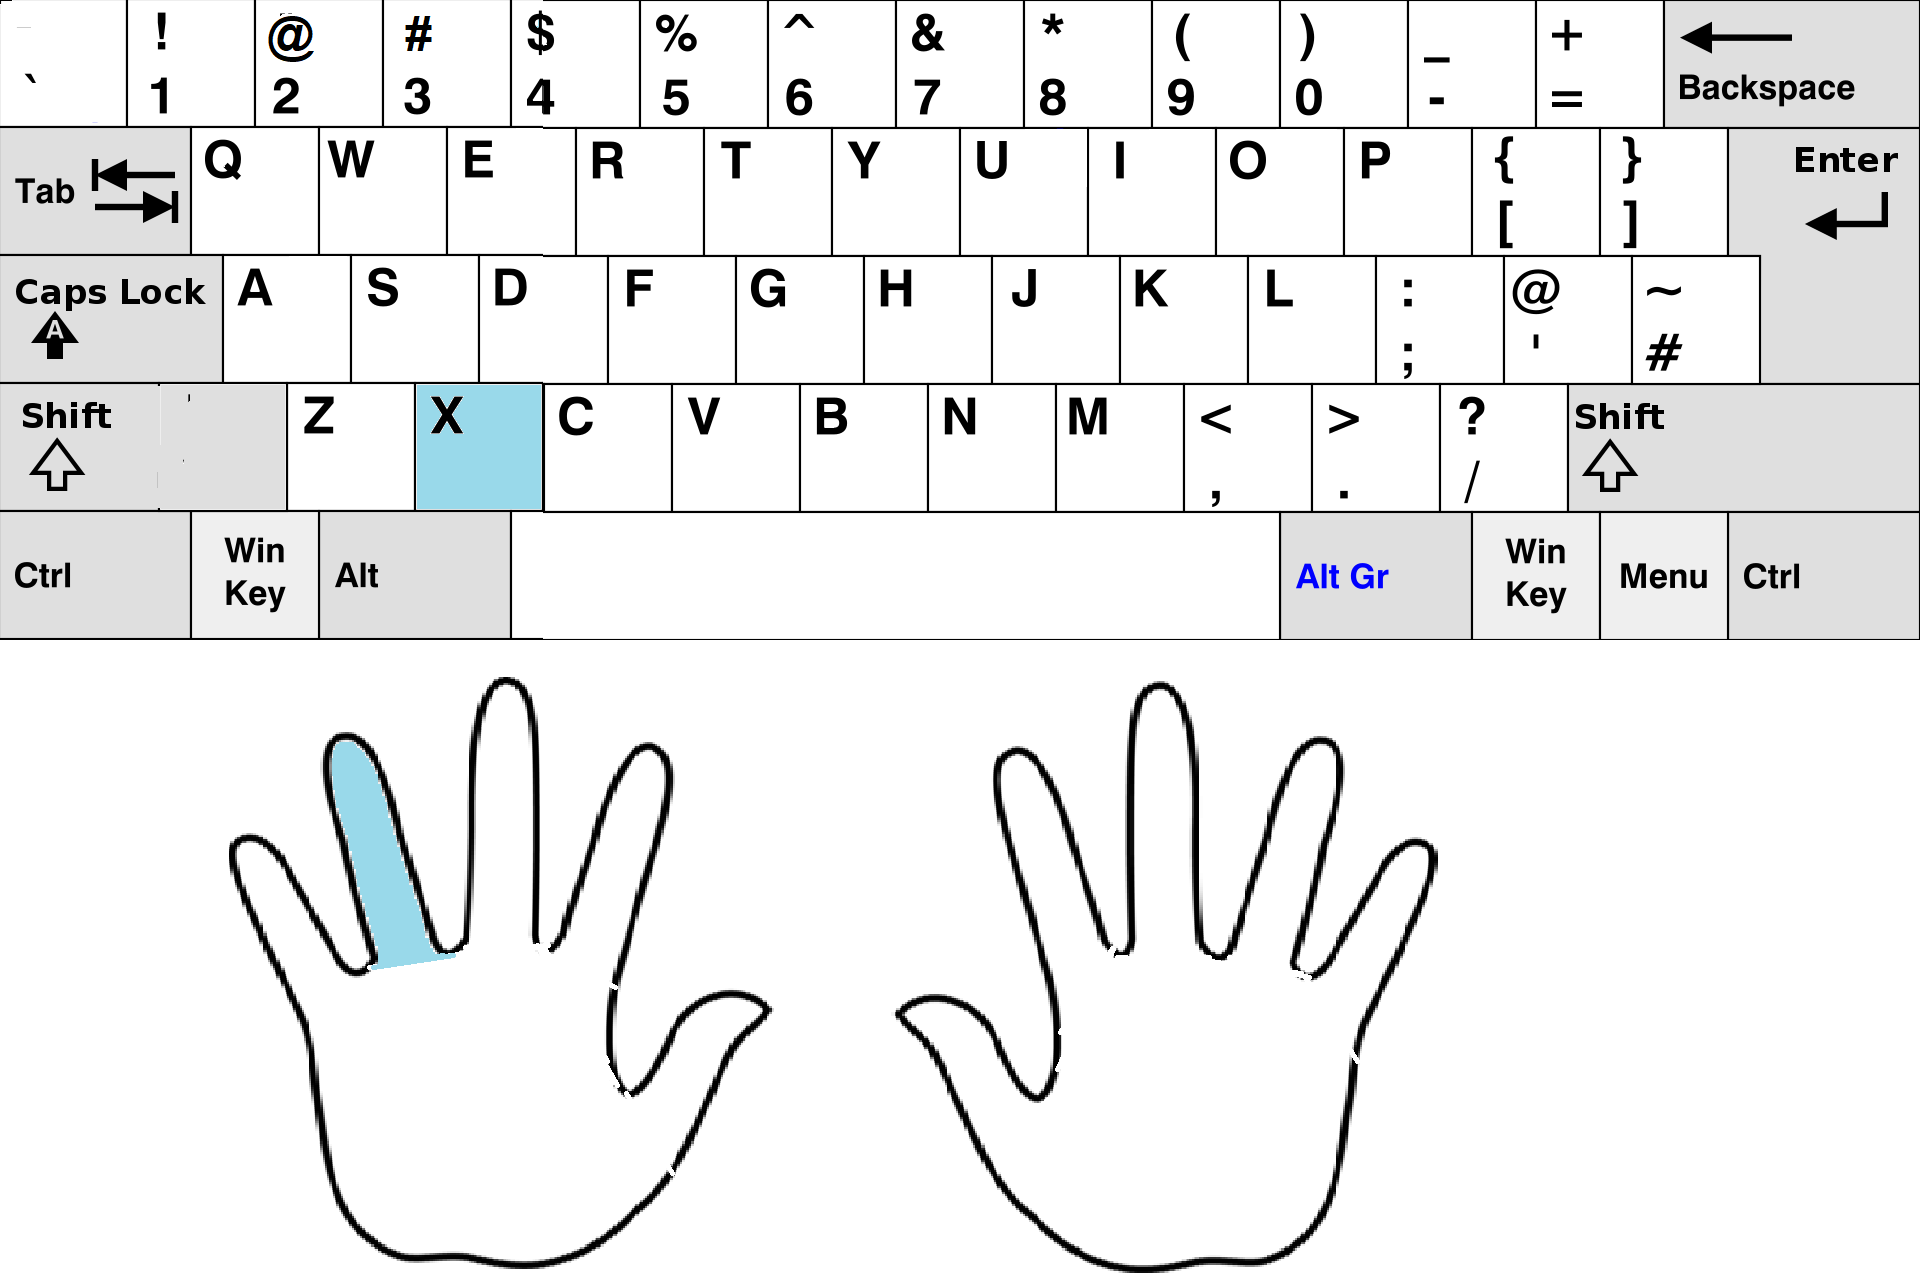 ! @ # $ % ^ & * ( ) _ +
` 1 2 3 4 5 6 7 8 9 0 - = Backspace
Tab Q W E R T Y U I O P { } Enter
[ ]
Caps Lock A S D F G H J K L : @ ~
A ; ' #
Shift Z X C V B N M < > ? Shift
, . /
Ctrl Win Key Alt Alt Gr Win Key Menu Ctrl